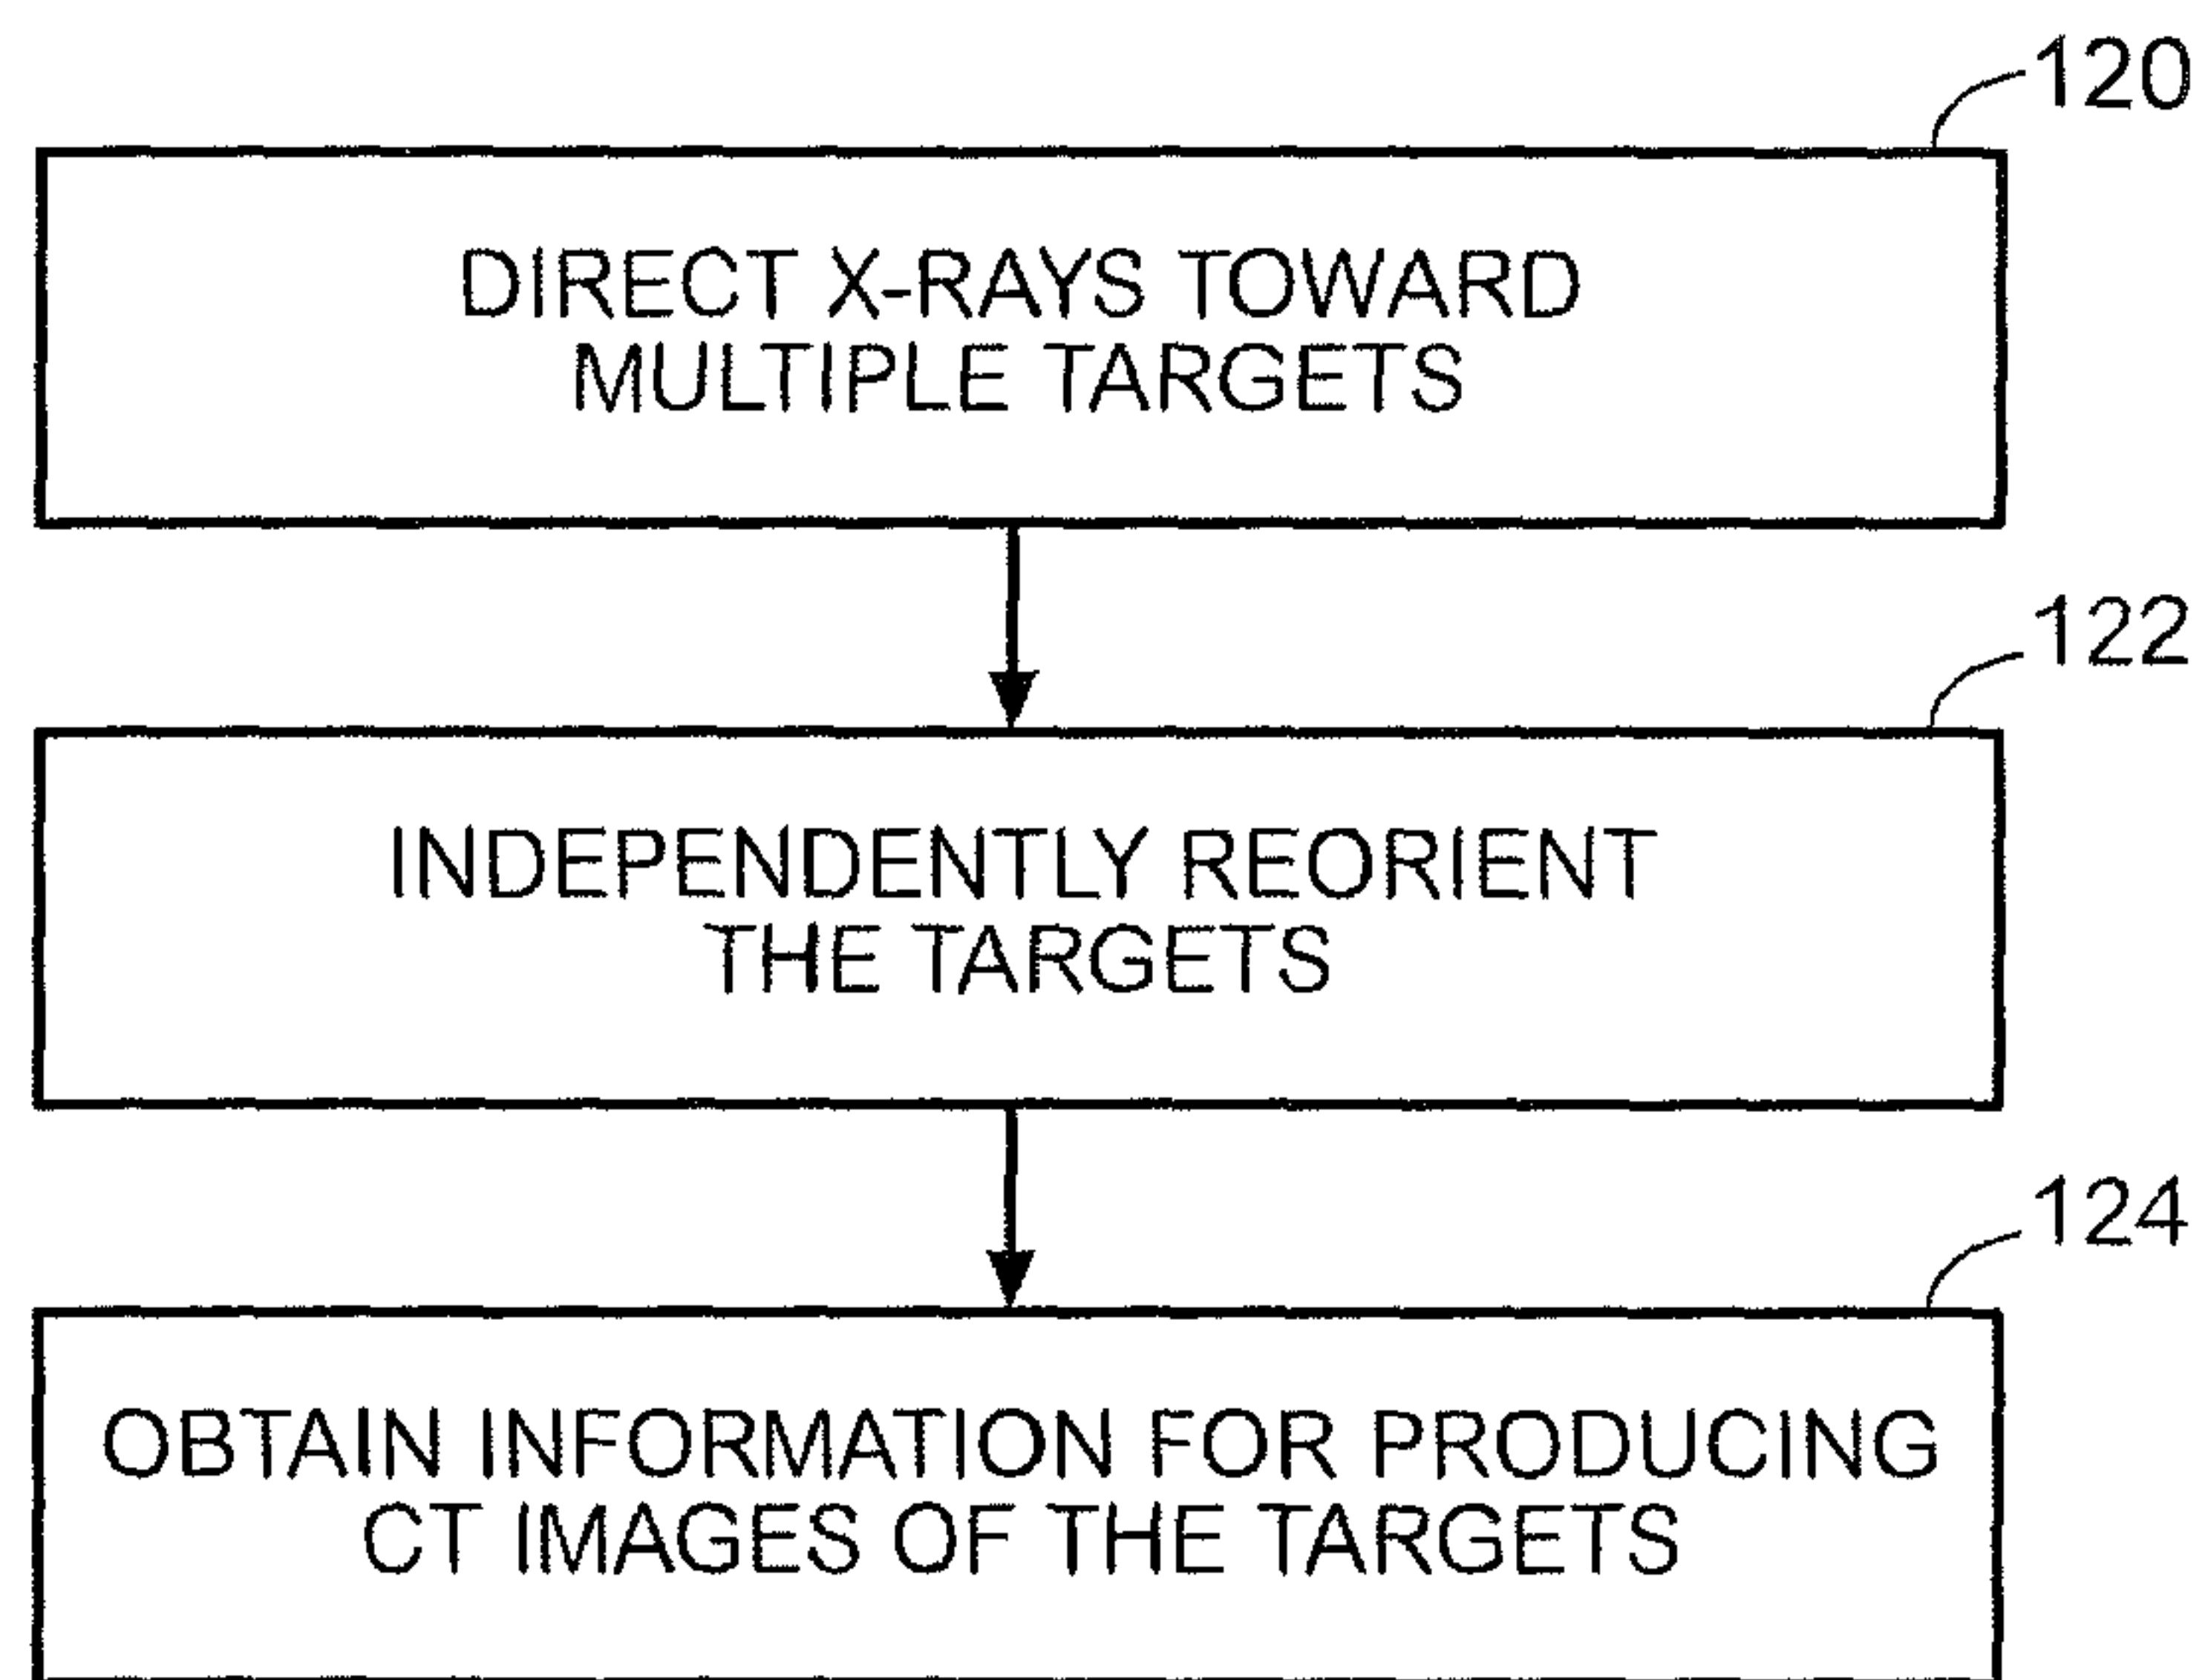 120
DIRECT X-RAYS TOWARD
MULTIPLE TARGETS
122
INDEPENDENTLY REORIENT
THE TARGETS
124
OBTAIN INFORMATION FOR PRODUCING
CT IMAGES OF THE TARGETS